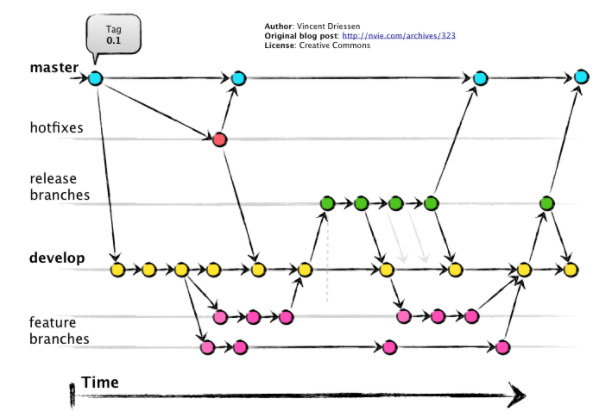 Tag
0.1
Author: Vincent Driessen
Original blog post: http://nvie.com/archives/323
License: Creative Commons
master
hotfixes
release
branches
develop
feature
branches
Time